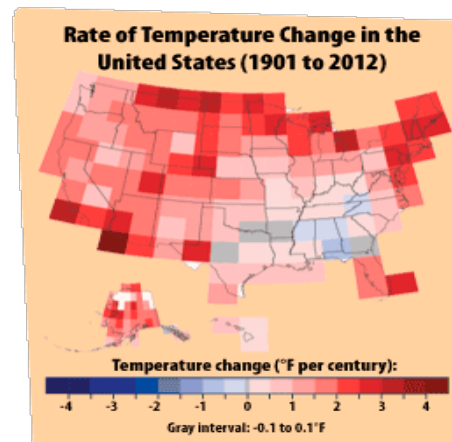 Rate of Temperature Change in the
United States (1901 to 2012)
Temperature change (°F per century):
-4 -3 -2 -1 0 1 2 3 4
Gray interval: -0.1 to 0.1°F